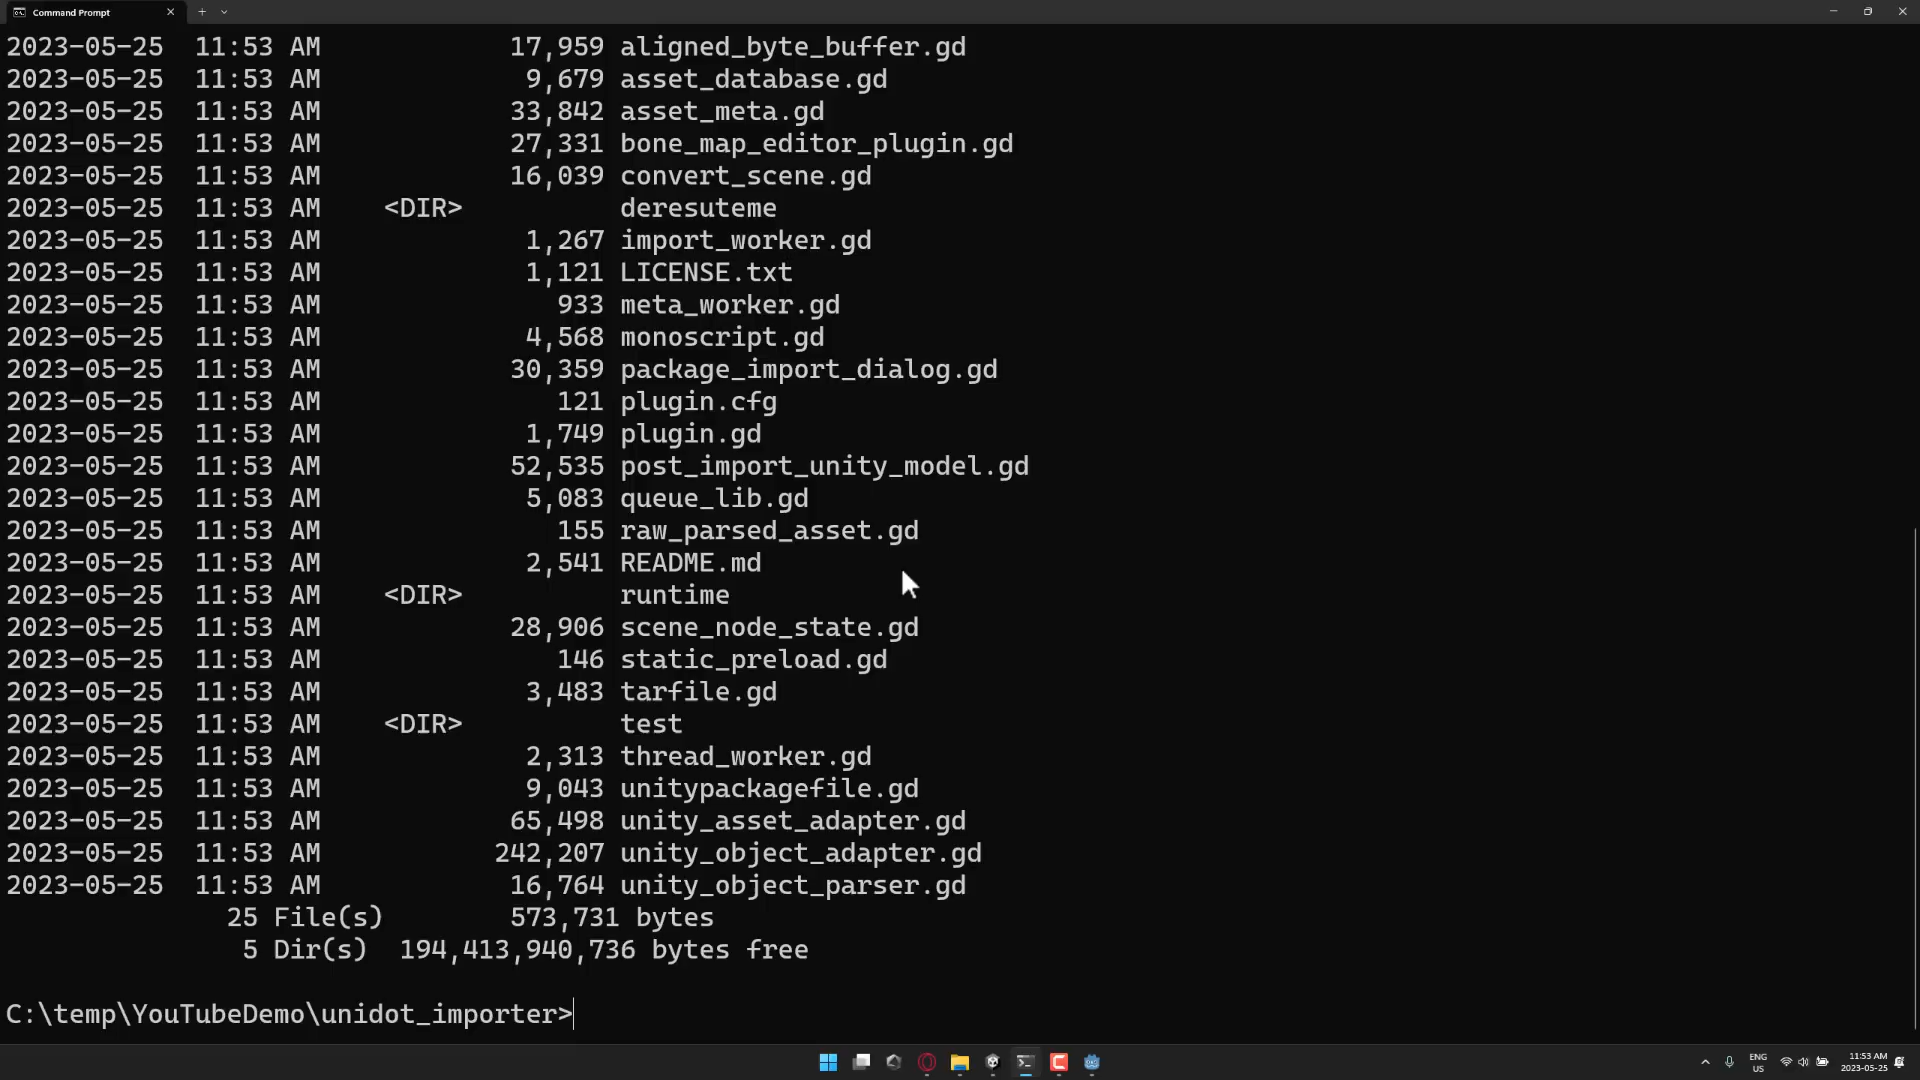 Command Prompt
2023-05-25  11:53 AM            17,959 aligned_byte_buffer.gd
2023-05-25  11:53 AM             9,679 asset_database.gd
2023-05-25  11:53 AM            33,842 asset_meta.gd
2023-05-25  11:53 AM            27,331 bone_map_editor_plugin.gd
2023-05-25  11:53 AM            16,039 convert_scene.gd
2023-05-25  11:53 AM    <DIR>          deresuteme
2023-05-25  11:53 AM             1,267 import_worker.gd
2023-05-25  11:53 AM             1,121 LICENSE.txt
2023-05-25  11:53 AM               933 meta_worker.gd
2023-05-25  11:53 AM             4,568 monoscript.gd
2023-05-25  11:53 AM            30,359 package_import_dialog.gd
2023-05-25  11:53 AM               121 plugin.cfg
2023-05-25  11:53 AM             1,749 plugin.gd
2023-05-25  11:53 AM            52,535 post_import_unity_model.gd
2023-05-25  11:53 AM             5,083 queue_lib.gd
2023-05-25  11:53 AM               155 raw_parsed_asset.gd
2023-05-25  11:53 AM             2,541 README.md
2023-05-25  11:53 AM    <DIR>          runtime
2023-05-25  11:53 AM            28,906 scene_node_state.gd
2023-05-25  11:53 AM               146 static_preload.gd
2023-05-25  11:53 AM             3,483 tarfile.gd
2023-05-25  11:53 AM    <DIR>          test
2023-05-25  11:53 AM             2,313 thread_worker.gd
2023-05-25  11:53 AM             9,043 unitypackagefile.gd
2023-05-25  11:53 AM            65,498 unity_asset_adapter.gd
2023-05-25  11:53 AM           242,207 unity_object_adapter.gd
2023-05-25  11:53 AM            16,764 unity_object_parser.gd
              25 File(s)        573,731 bytes
               5 Dir(s)  194,413,940,736 bytes free
C:\temp\YouTubeDemo\unidot_importer>
ENG
US
11:53 AM
2023-05-25